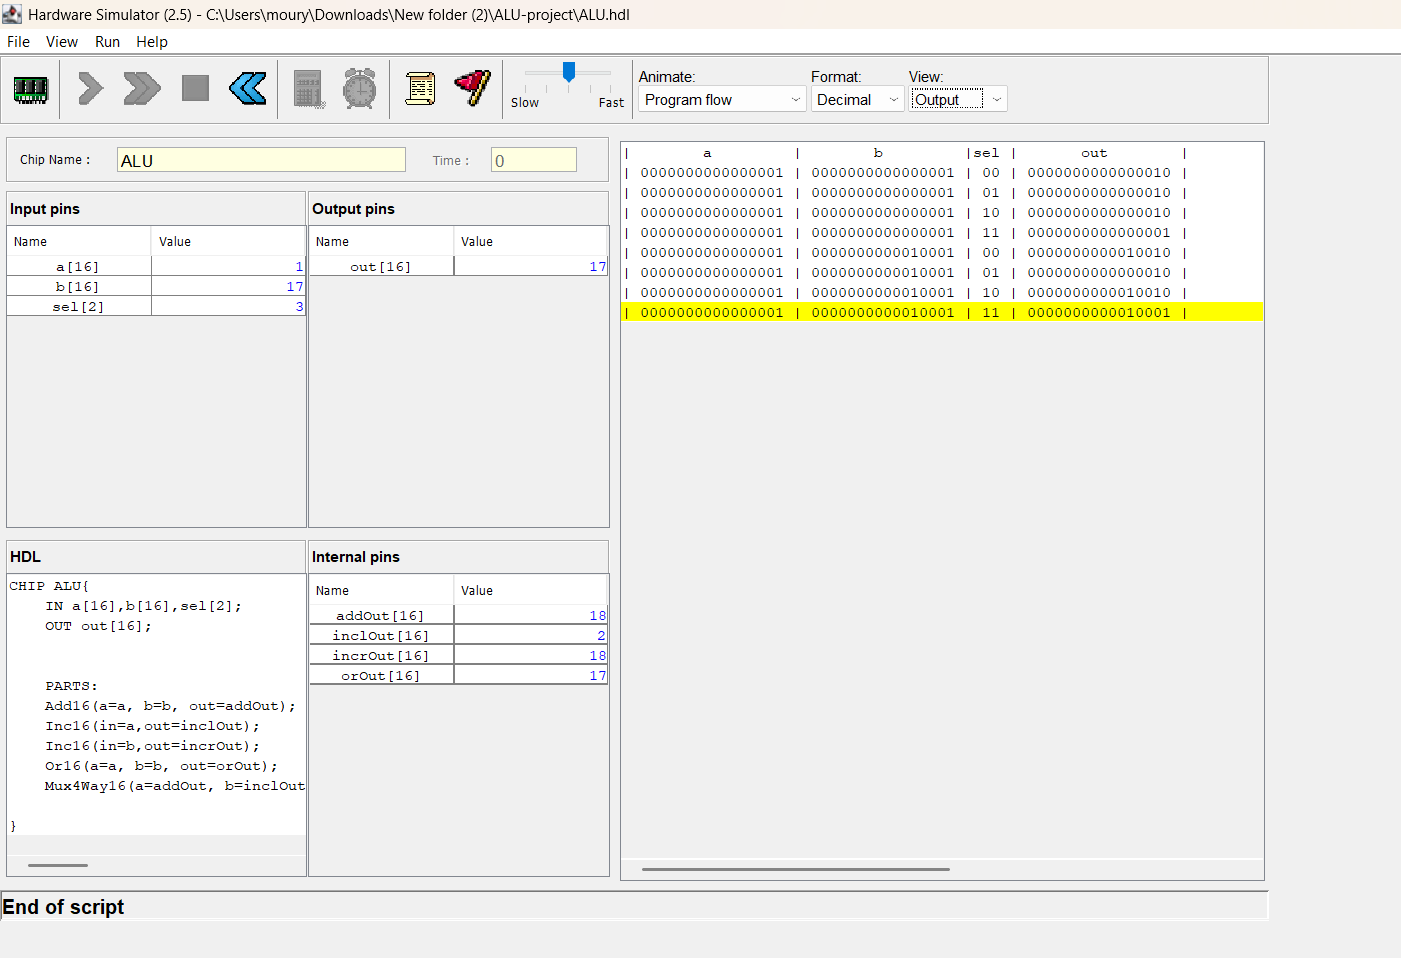 Hardware Simulator (2.5) - C:\Users\moury\Downloads\New folder (2)\ALU-project\ALU.hdl
File View Run Help
Slow Fast
Animate: Format: View:
Program flow Decimal Output
Chip Name : ALU Time : 0
Input pins
Name Value
a[16] 1
b[16] 17
sel[2] 3
Output pins
Name Value
out[16] 17
HDL
CHIP ALU{
IN a[16],b[16],sel[2];
OUT out[16];
PARTS:
Add16(a=a, b=b, out=addOut);
Inc16(in=a,out=inclOut);
Inc16(in=b,out=incrOut);
Or16(a=a, b=b, out=orOut);
Mux4Way16(a=addOut, b=inclOut
}
Internal pins
Name Value
addOut[16] 18
inclOut[16] 2
incrOut[16] 18
orOut[16] 17
| a | b |sel | out |
| 0000000000000001 | 0000000000000001 | 00 | 0000000000000010 |
| 0000000000000001 | 0000000000000001 | 01 | 0000000000000010 |
| 0000000000000001 | 0000000000000001 | 10 | 0000000000000010 |
| 0000000000000001 | 0000000000000001 | 11 | 0000000000000001 |
| 0000000000000001 | 0000000000010001 | 00 | 0000000000010010 |
| 0000000000000001 | 0000000000010001 | 01 | 0000000000000010 |
| 0000000000000001 | 0000000000010001 | 10 | 0000000000010010 |
| 0000000000000001 | 0000000000010001 | 11 | 0000000000010001 |
End of script